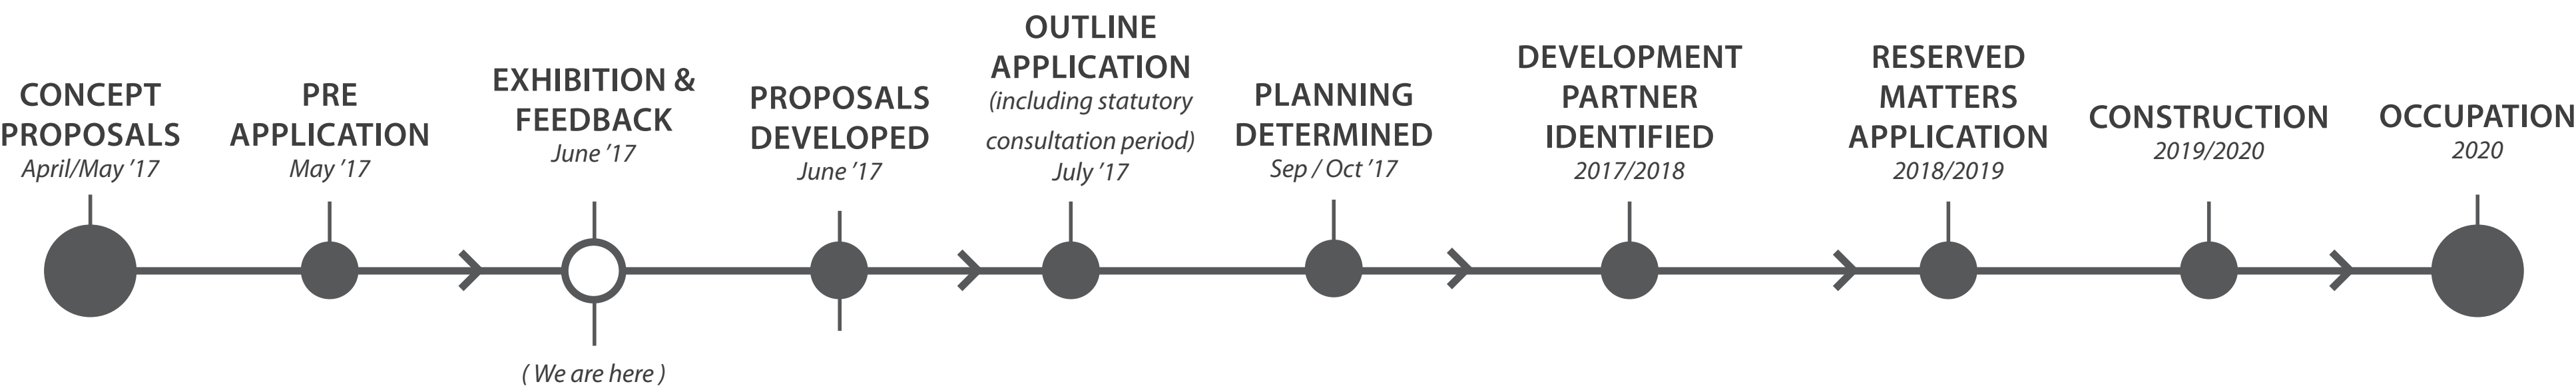 CONCEPT
PROPOSALS
April/May ’17
PRE
APPLICATION
May ’17
EXHIBITION &
FEEDBACK
June ’17
( We are here )
PROPOSALS
DEVELOPED
June ’17
OUTLINE
APPLICATION
(including statutory
consultation period)
July ’17
PLANNING
DETERMINED
Sep / Oct ’17
DEVELOPMENT
PARTNER
IDENTIFIED
2017/2018
RESERVED
MATTERS
APPLICATION
2018/2019
CONSTRUCTION
2019/2020
OCCUPATION
2020